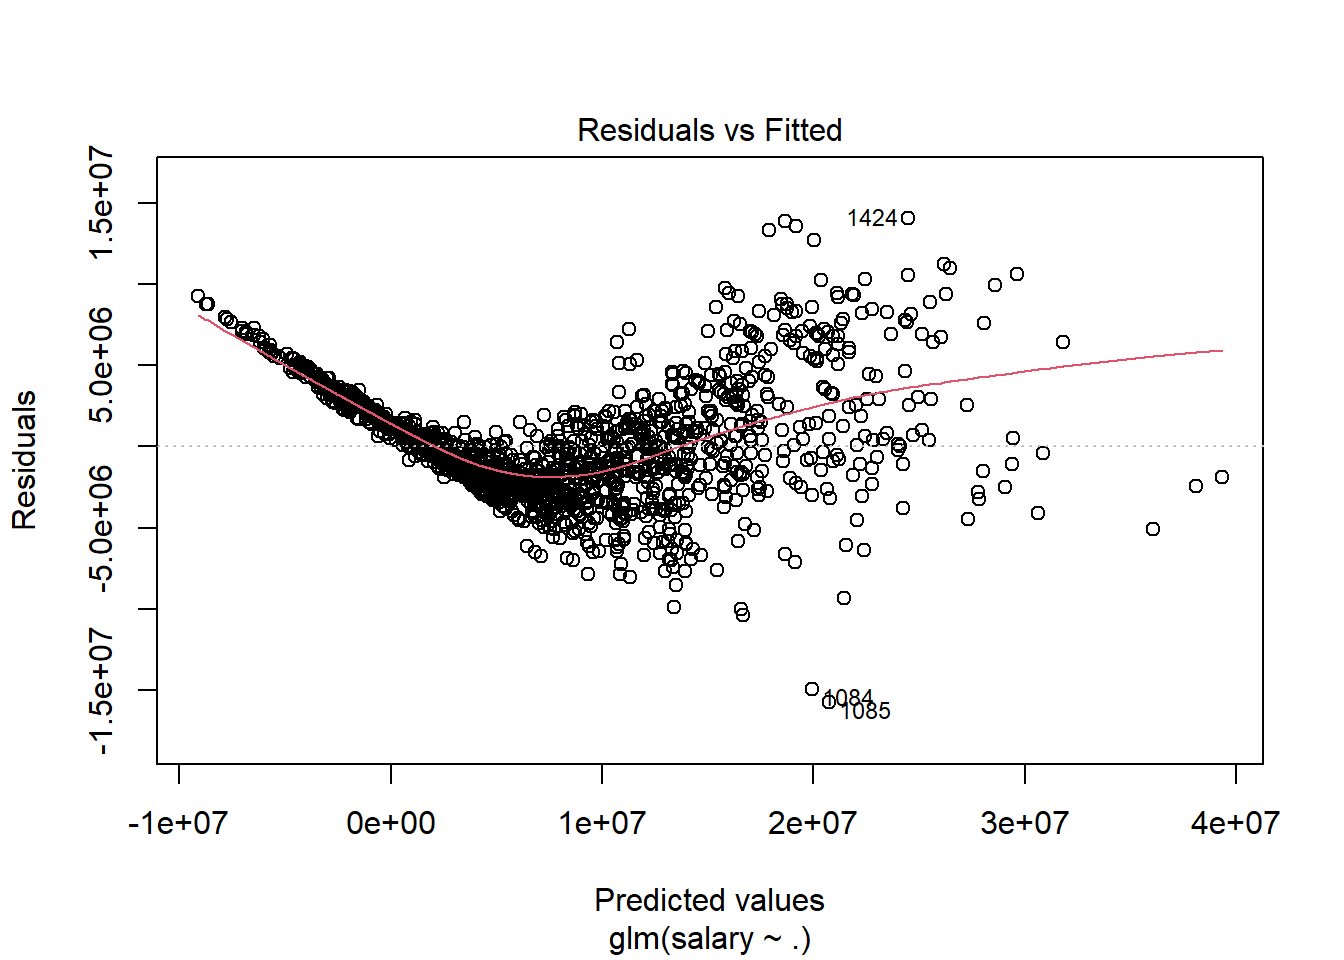 Residuals vs Fitted
1.5e+07
5.0e+06
-5.0e+06
-1.5e+07
Residuals
1424
1084
1085
-1e+07 0e+00 1e+07 2e+07 3e+07 4e+07
Predicted values
glm(salary ~ .)